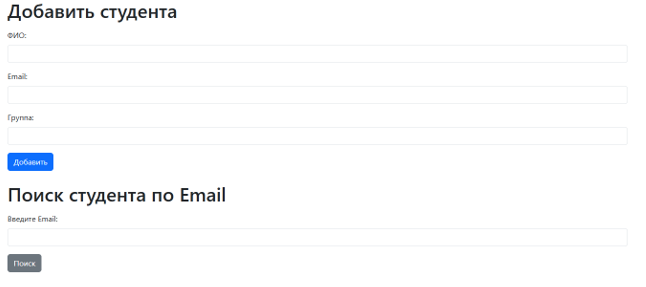 Добавить студента
ФИО:
Email:
Группа:
Добавить
Поиск студента по Email
Введите Email:
Поиск